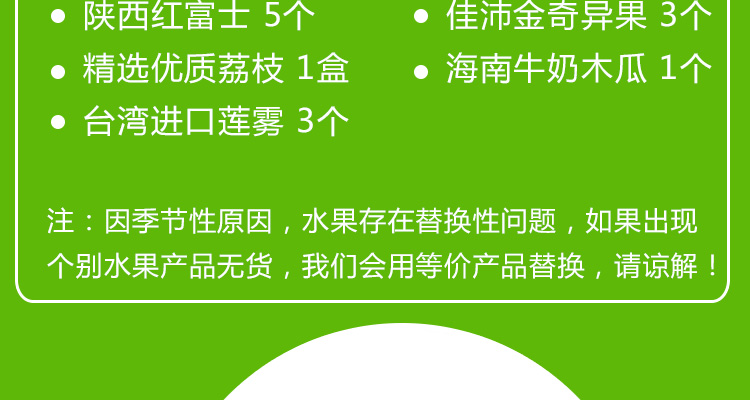 陕西红富士 5个
佳沛金奇异果 3个
精选优质荔枝 1盒
海南牛奶木瓜 1个
台湾进口莲雾 3个
注：因季节性原因，水果存在替换性问题，如果出现
个别水果产品无货，我们会用等价产品替换，请谅解！